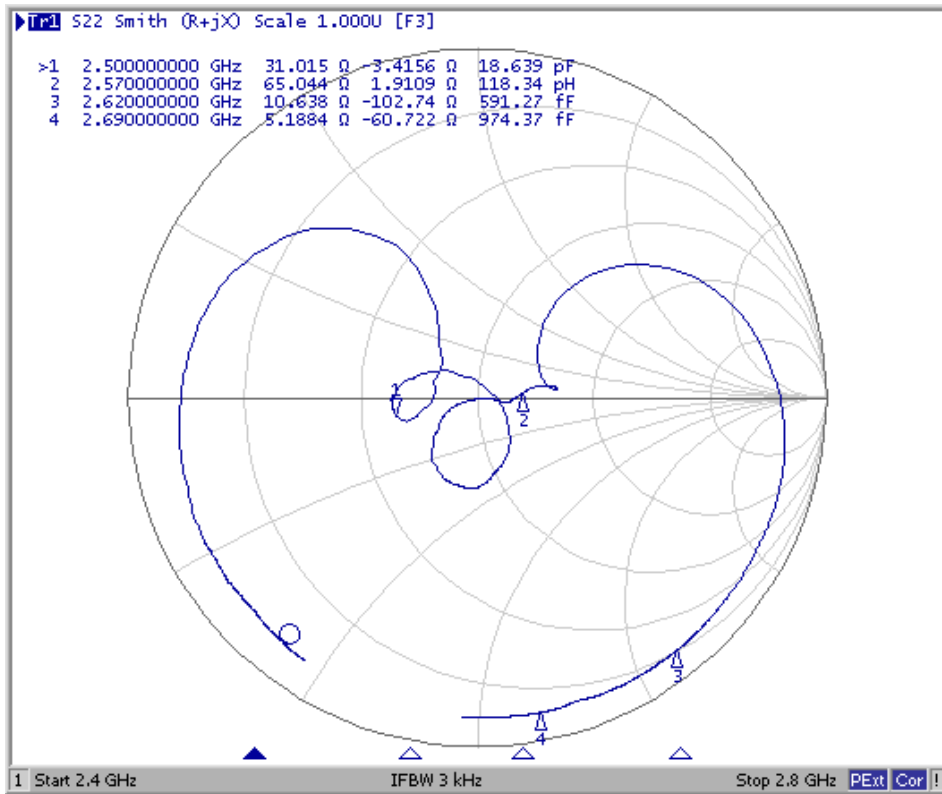 Tr1 S22 Smith (R+jX) Scale 1.000U [F3]
>1 2.500000000 GHz 31.015 Ω -3.4156 Ω 18.639 pF
2 2.570000000 GHz 65.044 Ω 1.9109 Ω 118.34 pH
3 2.620000000 GHz 10.638 Ω -102.74 Ω 591.27 fF
4 2.690000000 GHz 5.1884 Ω -60.722 Ω 974.37 fF
1
2
3
4
1 Start 2.4 GHz IFBW 3 kHz Stop 2.8 GHz PExt Cor !